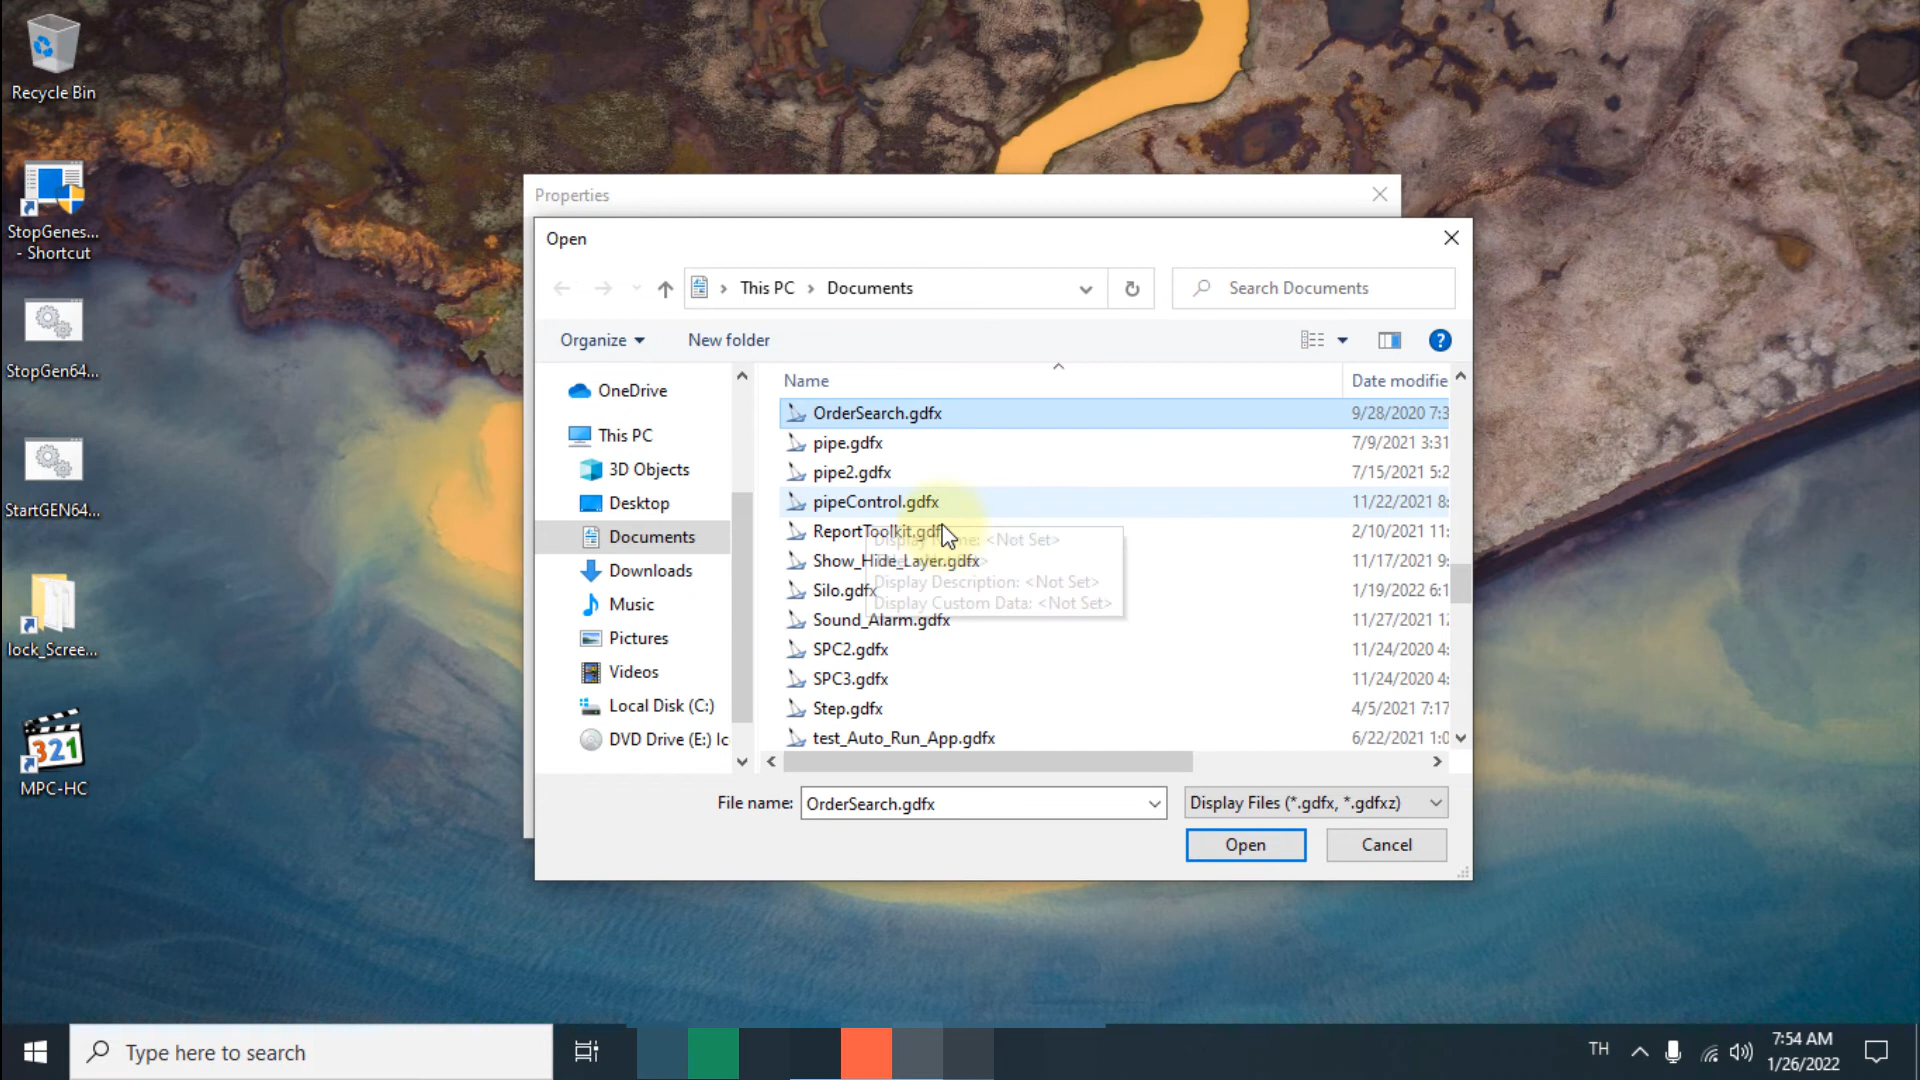 Recycle Bin
StopGenes...
- Shortcut
StopGen64...
StartGEN64...
lock_Scree...
321
MPC-HC
Properties
Open
This PC > Documents
Search Documents
Organize
New folder
?
OneDrive
This PC
3D Objects
Desktop
Documents
Downloads
Music
Pictures
Videos
Local Disk (C:)
DVD Drive (E:) Ic
Name
Date modifie
OrderSearch.gdfx 9/28/2020 7:3
pipe.gdfx 7/9/2021 3:31
pipe2.gdfx 7/15/2021 5:2
pipeControl.gdfx 11/22/2021 8:
ReportToolkit.gdf 2/10/2021 11:
Show_Hide_Layer.gdfx 11/17/2021 9:
Silo.gdfx 1/19/2022 6:1
Sound_Alarm.gdfx 11/27/2021 12
SPC2.gdfx 11/24/2020 4:
SPC3.gdfx 11/24/2020 4:
Step.gdfx 4/5/2021 7:17
test_Auto_Run_App.gdfx 6/22/2021 1:0
<Not Set>
Display Description: <Not Set>
Display Custom Data: <Not Set>
File name: OrderSearch.gdfx
Display Files (*.gdfx, *.gdfxz)
Open
Cancel
Type here to search
TH
7:54 AM
1/26/2022